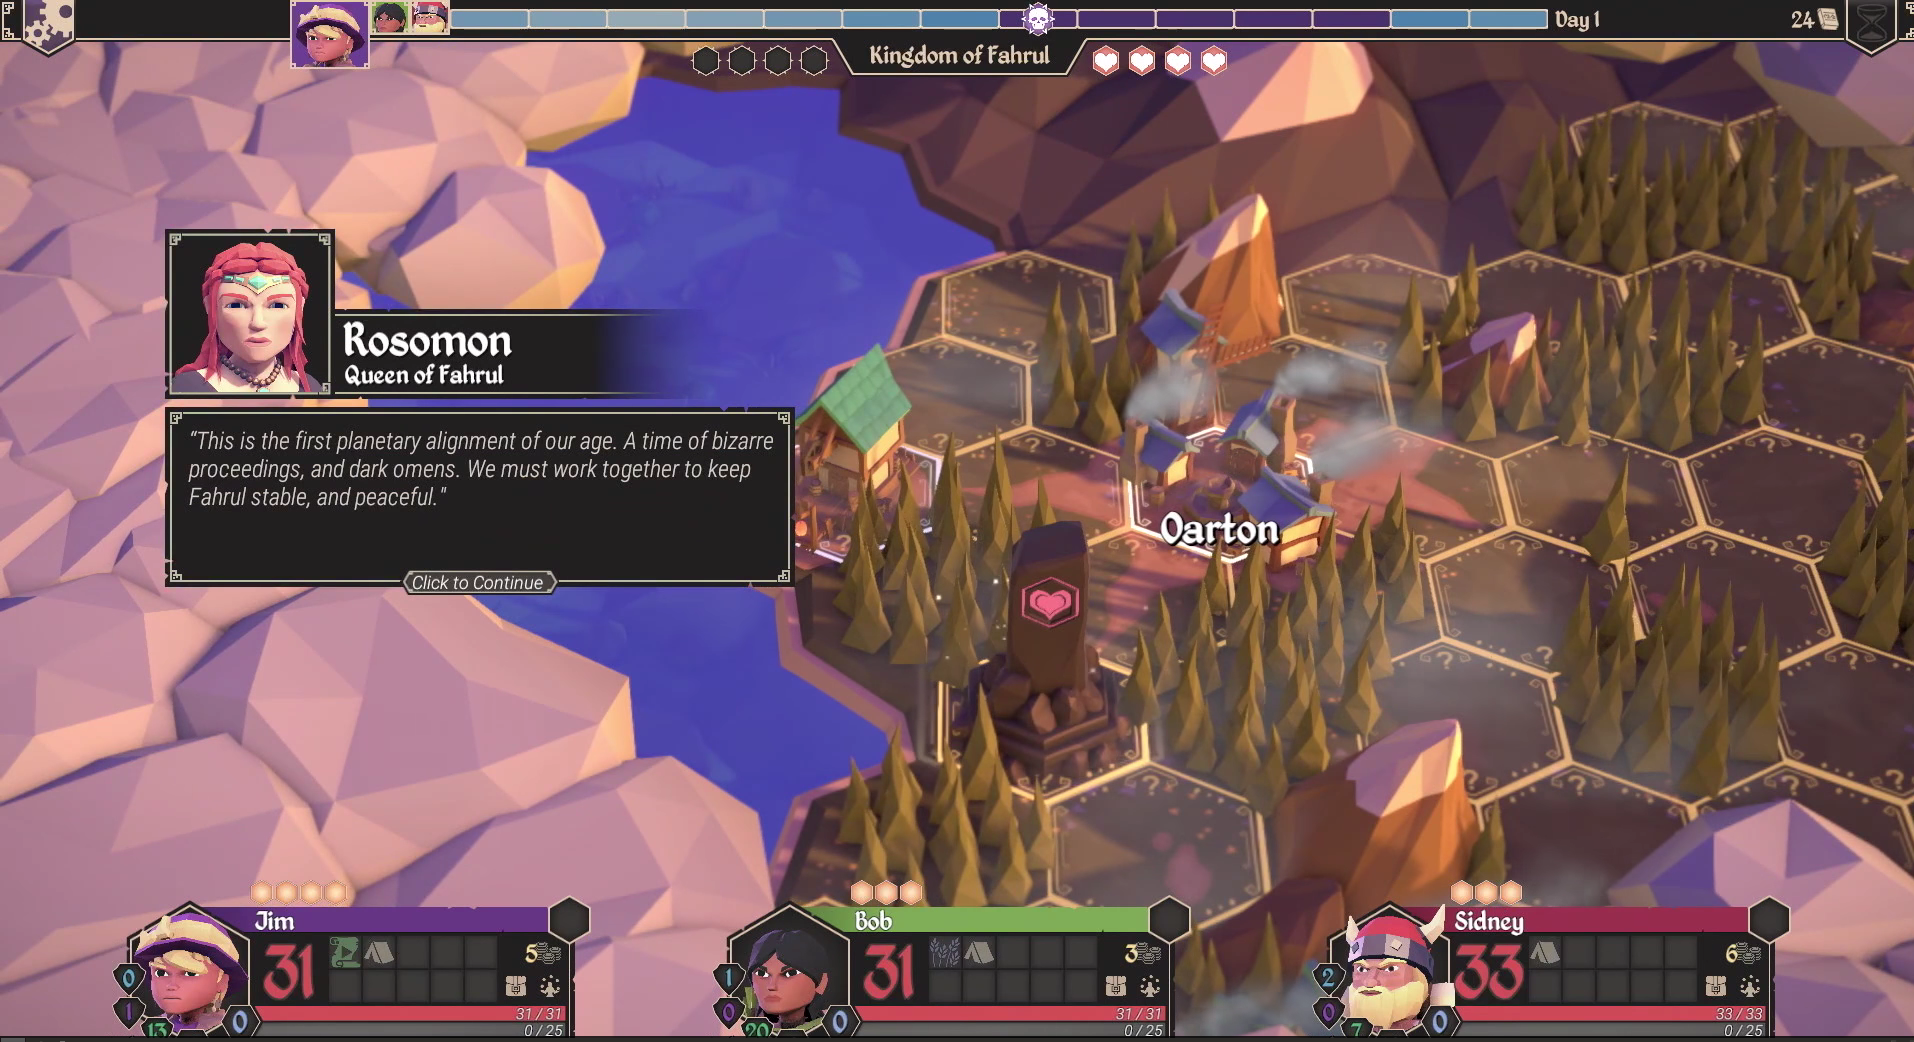 Day 1
24
Kingdom of Fahrul
Rosomon
Queen of Fahrul
"This is the first planetary alignment of our age. A time of bizarre
proceedings, and dark omens. We must work together to keep
Fahrul stable, and peaceful."
Click to Continue
Oarton
?
?
?
?
?
?
?
?
?
?
?
?
Jim
31
5
0
1
13
0
31 / 31
0 / 25
Bob
31
3
1
0
20
0
31 / 31
0 / 25
Sidney
33
6
2
0
7
0
33 / 33
0 / 25